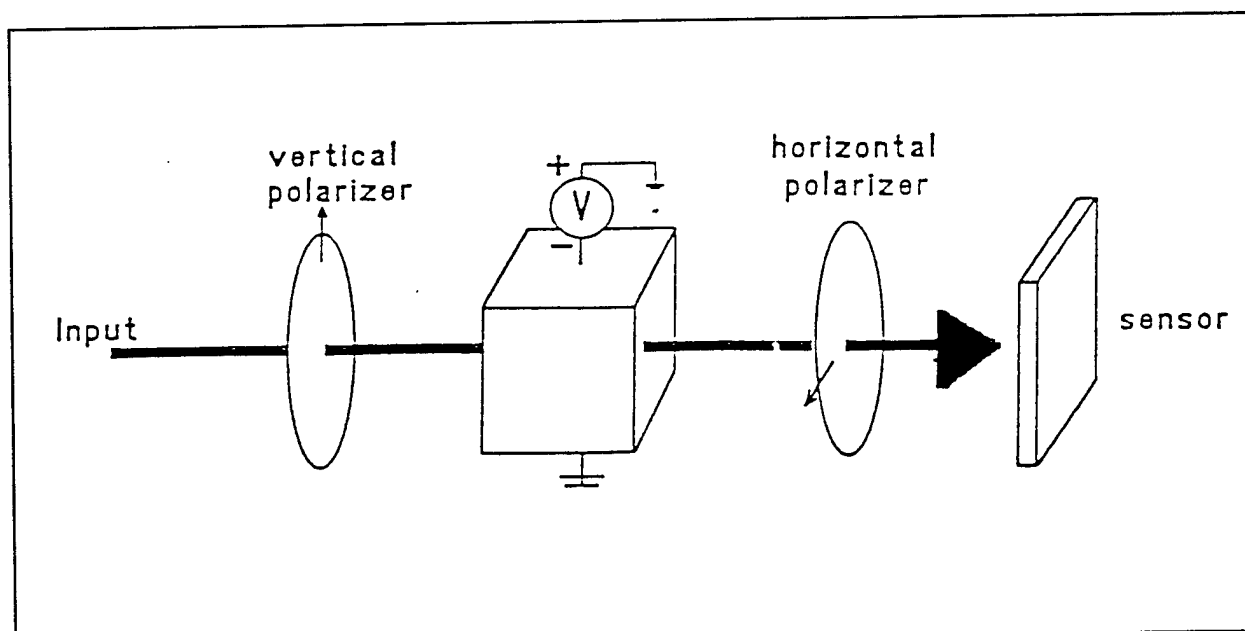 vertical
polarizer
+
V
−
horizontal
polarizer
Input
sensor